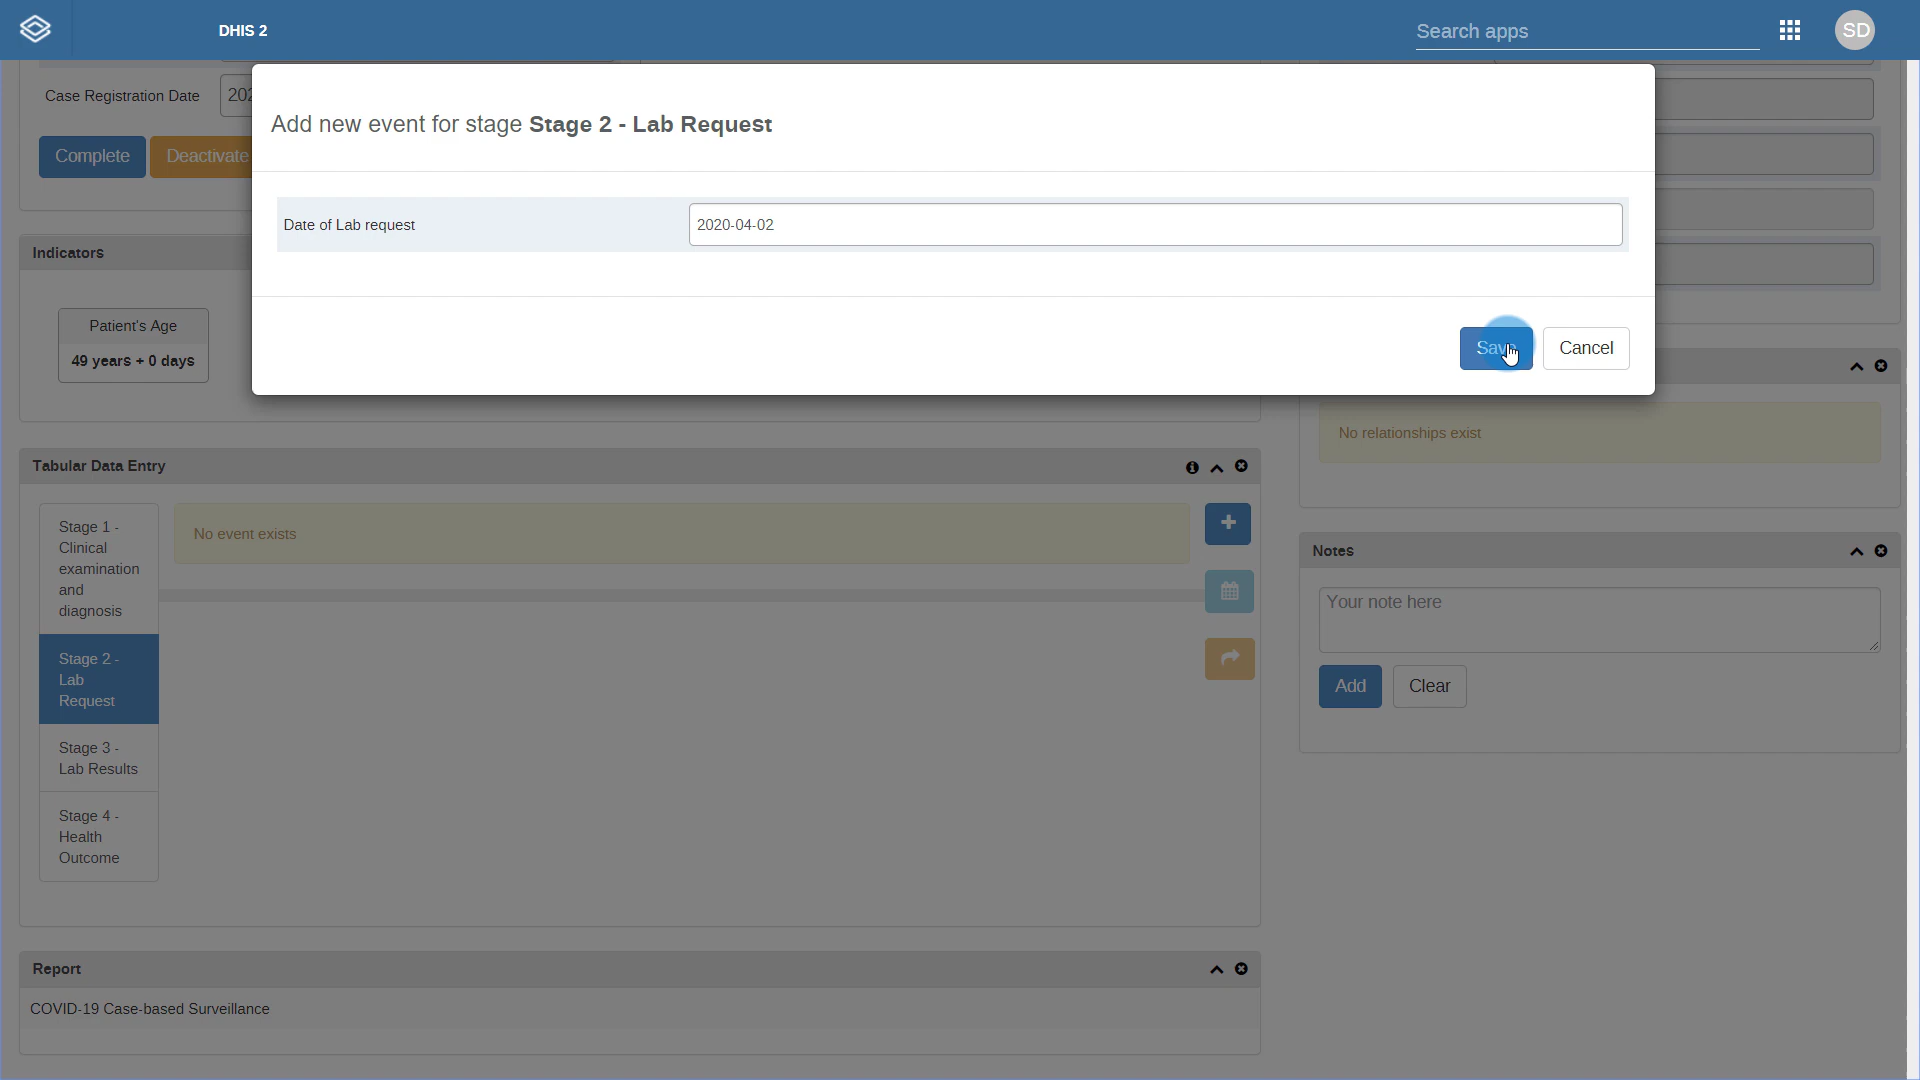 DHIS 2
Search apps
SD
Case Registration Date
202
Complete
Deactivate
Add new event for stage Stage 2 - Lab Request
Date of Lab request
2020-04-02
Save
Cancel
Indicators
Patient's Age
49 years + 0 days
No relationships exist
Tabular Data Entry
Stage 1 -
Clinical
examination
and
diagnosis
No event exists
Stage 2 -
Lab
Request
Stage 3 -
Lab Results
Stage 4 -
Health
Outcome
Notes
Your note here
Add
Clear
Report
COVID-19 Case-based Surveillance